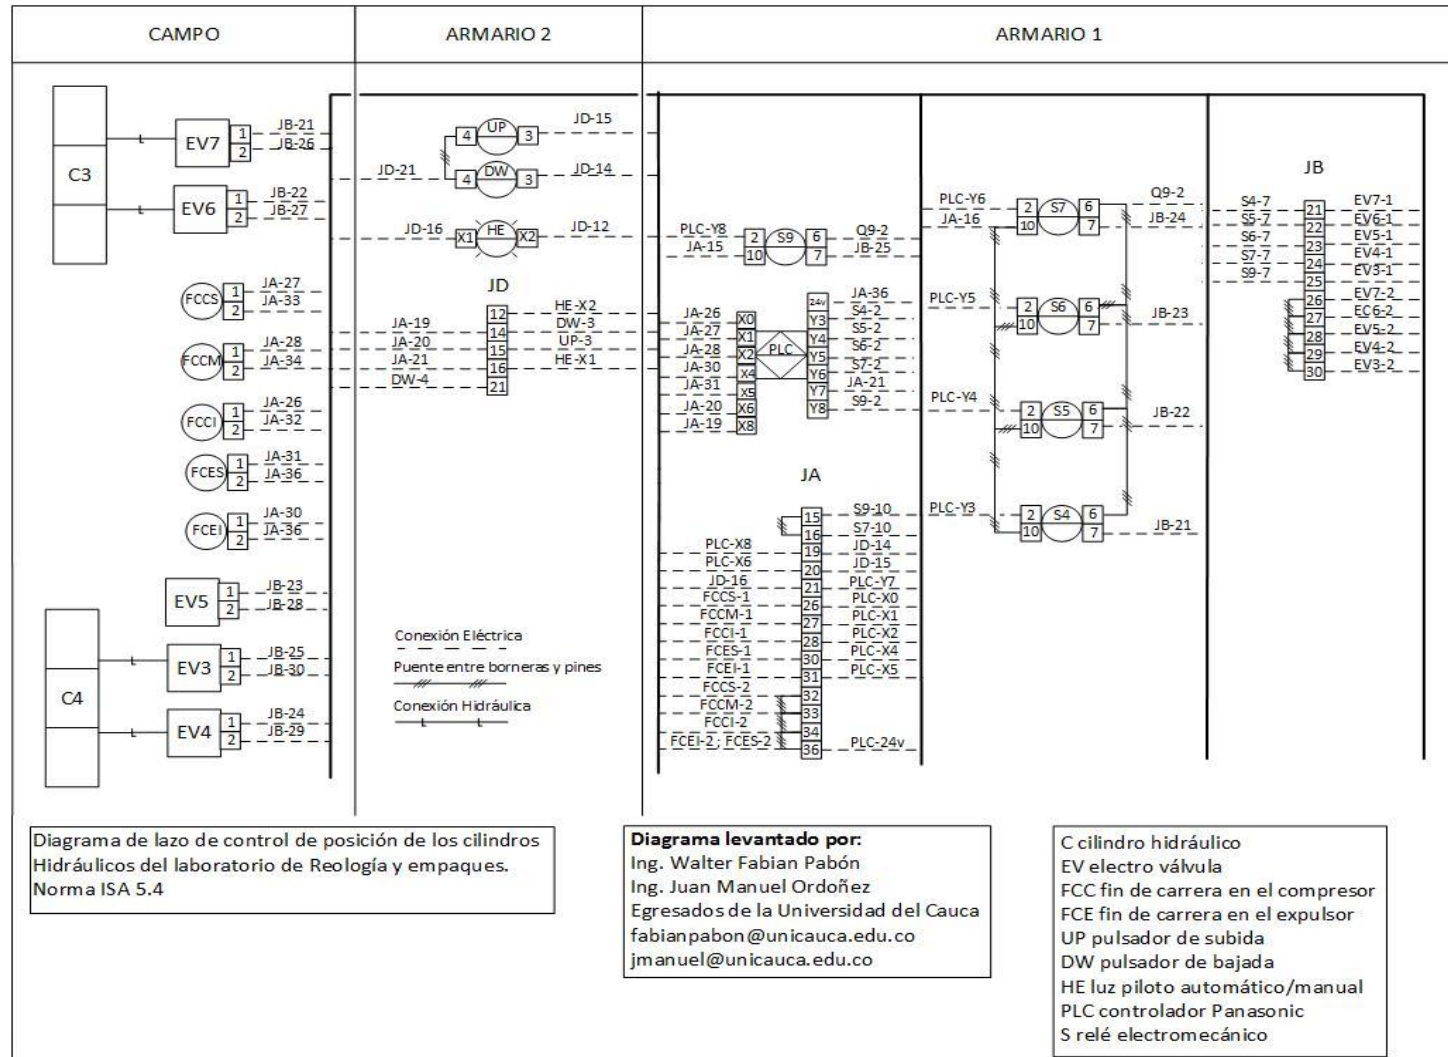 CAMPO
ARMARIO 2
ARMARIO 1
C3
EV7
1
2
JB-21
JB-26
EV6
1
2
JB-22
JB-27
FCCS
1
2
JA-27
JA-33
FCCM
1
2
JA-28
JA-34
FCCI
1
2
JA-26
JA-32
FCES
1
2
JA-31
JA-36
FCEI
1
2
JA-30
JA-36
EV5
1
2
JB-23
JB-28
C4
EV3
1
2
JB-25
JB-30
EV4
1
2
JB-24
JB-29
4 UP 3 JD-15
JD-21 4 DW 3 JD-14
JD-16 X1 HE X2 JD-12
JD
12 HE-X2
JA-19 14 DW-3
JA-20 15 UP-3
JA-21 16 HE-X1
DW-4 21
Conexión Eléctrica
Puente entre borneras y pines
Conexión Hidráulica
PLC-Y8 2 S9 6 Q9-2
JA-15 10 7 JB-25
PLC
JA-26 X0
JA-27 X1
JA-28 X2
JA-30 X4
JA-31 X5
JA-20 X6
JA-19 X8
24v JA-36
Y3 S4-2
Y4 S5-2
Y5 S6-2
Y6 S7-2
Y7 JA-21
Y8 S9-2
JA
15 S9-10
16 S7-10
PLC-X8 19 JD-14
PLC-X6 20 JD-15
JD-16 21 PLC-Y7
FCCS-1 26 PLC-X0
FCCM-1 27 PLC-X1
FCCI-1 28 PLC-X2
FCES-1 30 PLC-X4
FCEI-1 31 PLC-X5
FCCS-2 32
FCCM-2 33
FCCI-2 34
FCEI-2 ; FCES-2 36 PLC-24v
PLC-Y6 2 S7 6 Q9-2
JA-16 10 7 JB-24
PLC-Y5 2 S6 6
10 7 JB-23
PLC-Y4 2 S5 6
10 7 JB-22
PLC-Y3 2 S4 6
10 7 JB-21
JB
S4-7 21 EV7-1
S5-7 22 EV6-1
S6-7 23 EV5-1
S7-7 24 EV4-1
S9-7 25 EV3-1
26 EV7-2
27 EC6-2
28 EV5-2
29 EV4-2
30 EV3-2
Diagrama de lazo de control de posición de los cilindros
Hidráulicos del laboratorio de Reología y empaques.
Norma ISA 5.4
Diagrama levantado por:
Ing. Walter Fabian Pabón
Ing. Juan Manuel Ordoñez
Egresados de la Universidad del Cauca
fabianpabon@unicauca.edu.co
jmanuel@unicauca.edu.co
C cilindro hidráulico
EV electro válvula
FCC fin de carrera en el compresor
FCE fin de carrera en el expulsor
UP pulsador de subida
DW pulsador de bajada
HE luz piloto automático/manual
PLC controlador Panasonic
S relé electromecánico